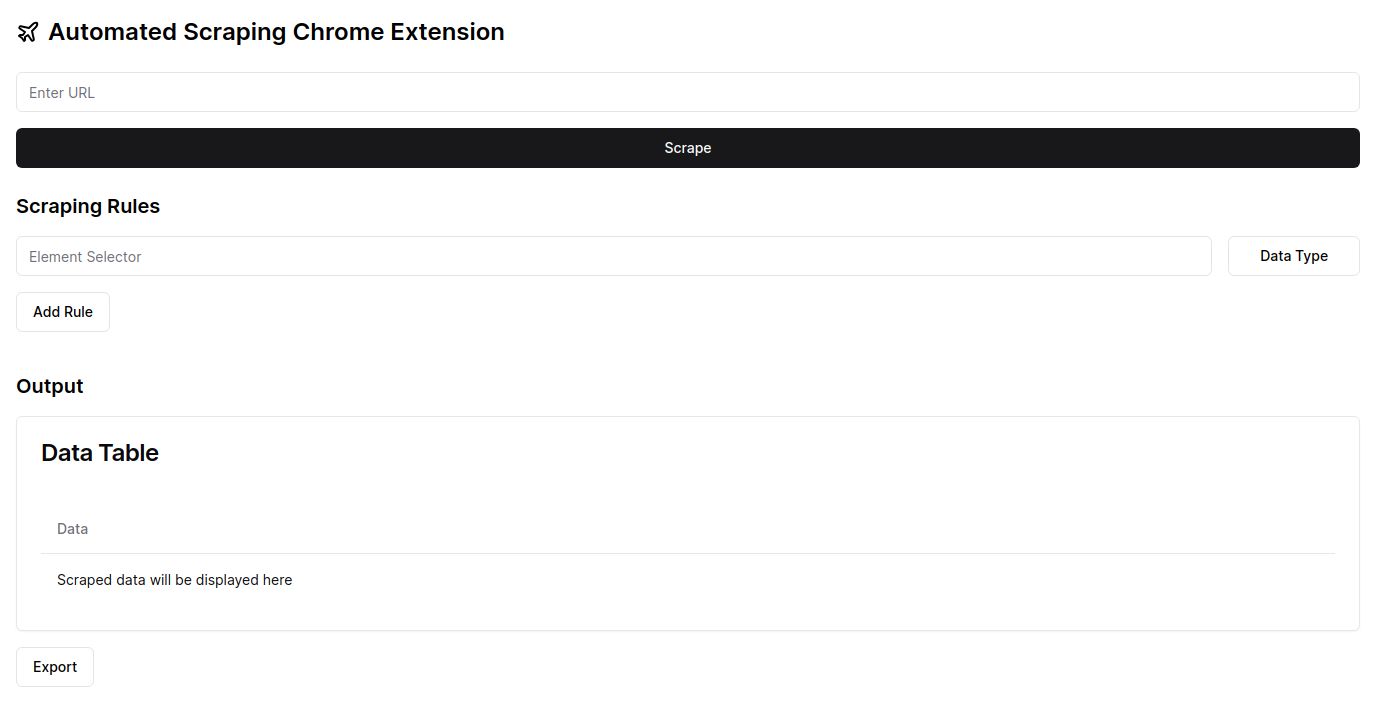 Automated Scraping Chrome Extension
Enter URL
Scrape
Scraping Rules
Element Selector
Data Type
Add Rule
Output
Data Table
Data
Scraped data will be displayed here
Export